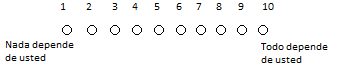 1 2 3 4 5 6 7 8 9 10
Nada depende
de usted
Todo depende
de usted